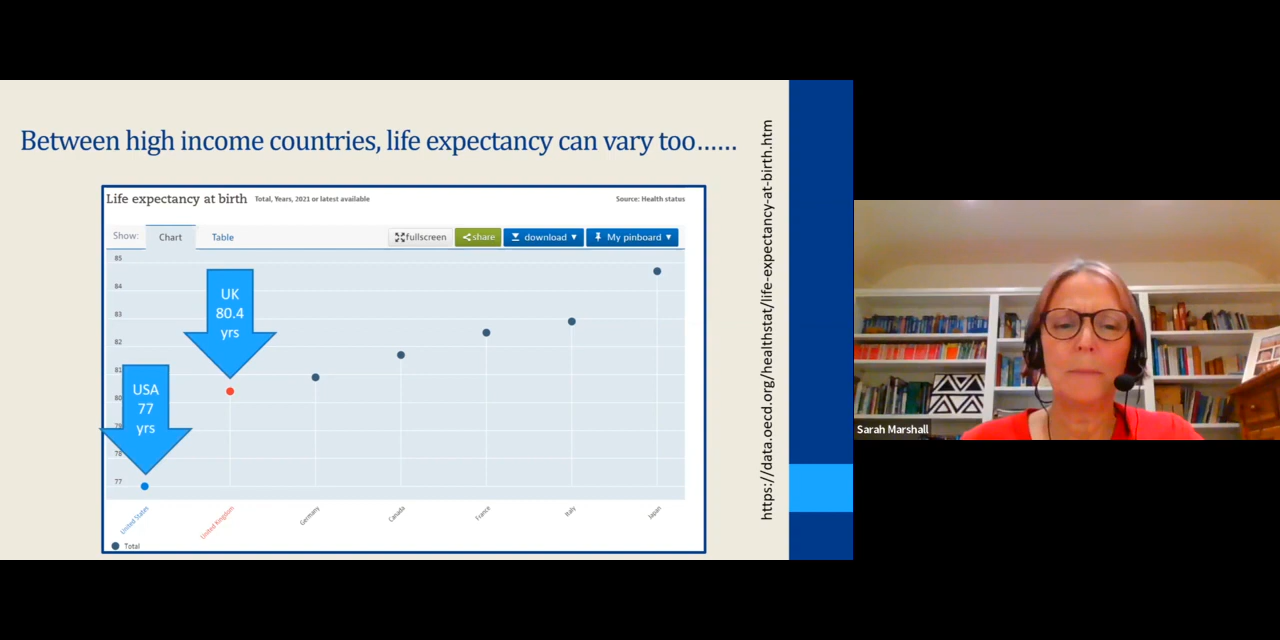 Between high income countries, life expectancy can vary too……
Life expectancy at birth Total, Years, 2021 or latest available Source: Health status
Show: Chart Table fullscreen share download ▼ My pinboard ▼
85
84
83
82
81
80
79
78
77
UK
80.4
yrs
USA
77
yrs
United States
United Kingdom
Germany
Canada
France
Italy
Japan
Total
https://data.oecd.org/healthstat/life-expectancy-at-birth.htm
Sarah Marshall